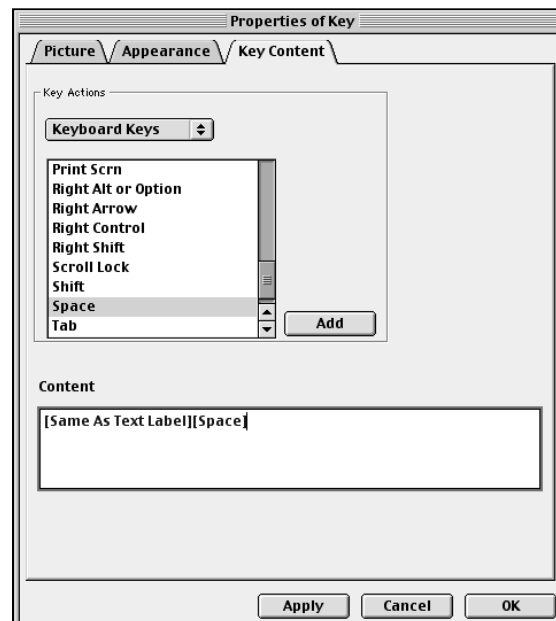 Properties of Key
Picture Appearance Key Content
Key Actions
Keyboard Keys
Print Scrn
Right Alt or Option
Right Arrow
Right Control
Right Shift
Scroll Lock
Shift
Space
Tab
Add
Content
[Same As Text Label][Space]
Apply Cancel OK